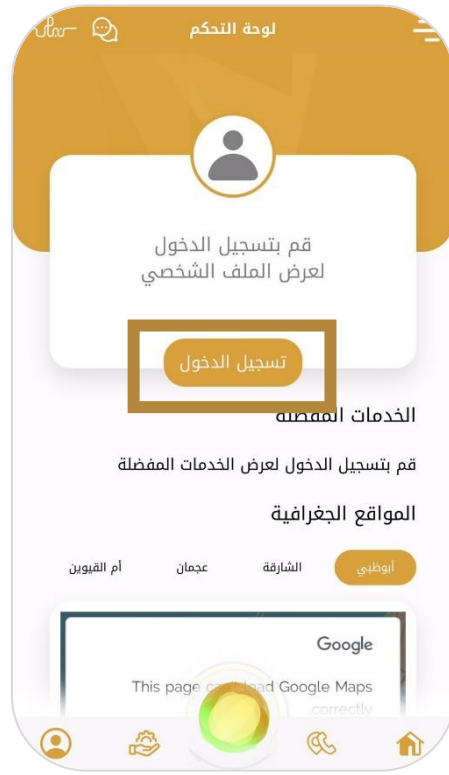 لوحة التحكم
قم بتسجيل الدخول
لعرض الملف الشخصي
تسجيل الدخول
الخدمات المفضلة
قم بتسجيل الدخول لعرض الخدمات المفضلة
المواقع الجغرافية
أبوظبي الشارقة عجمان أم القيوين
Google
This page can't load Google Maps
correctly